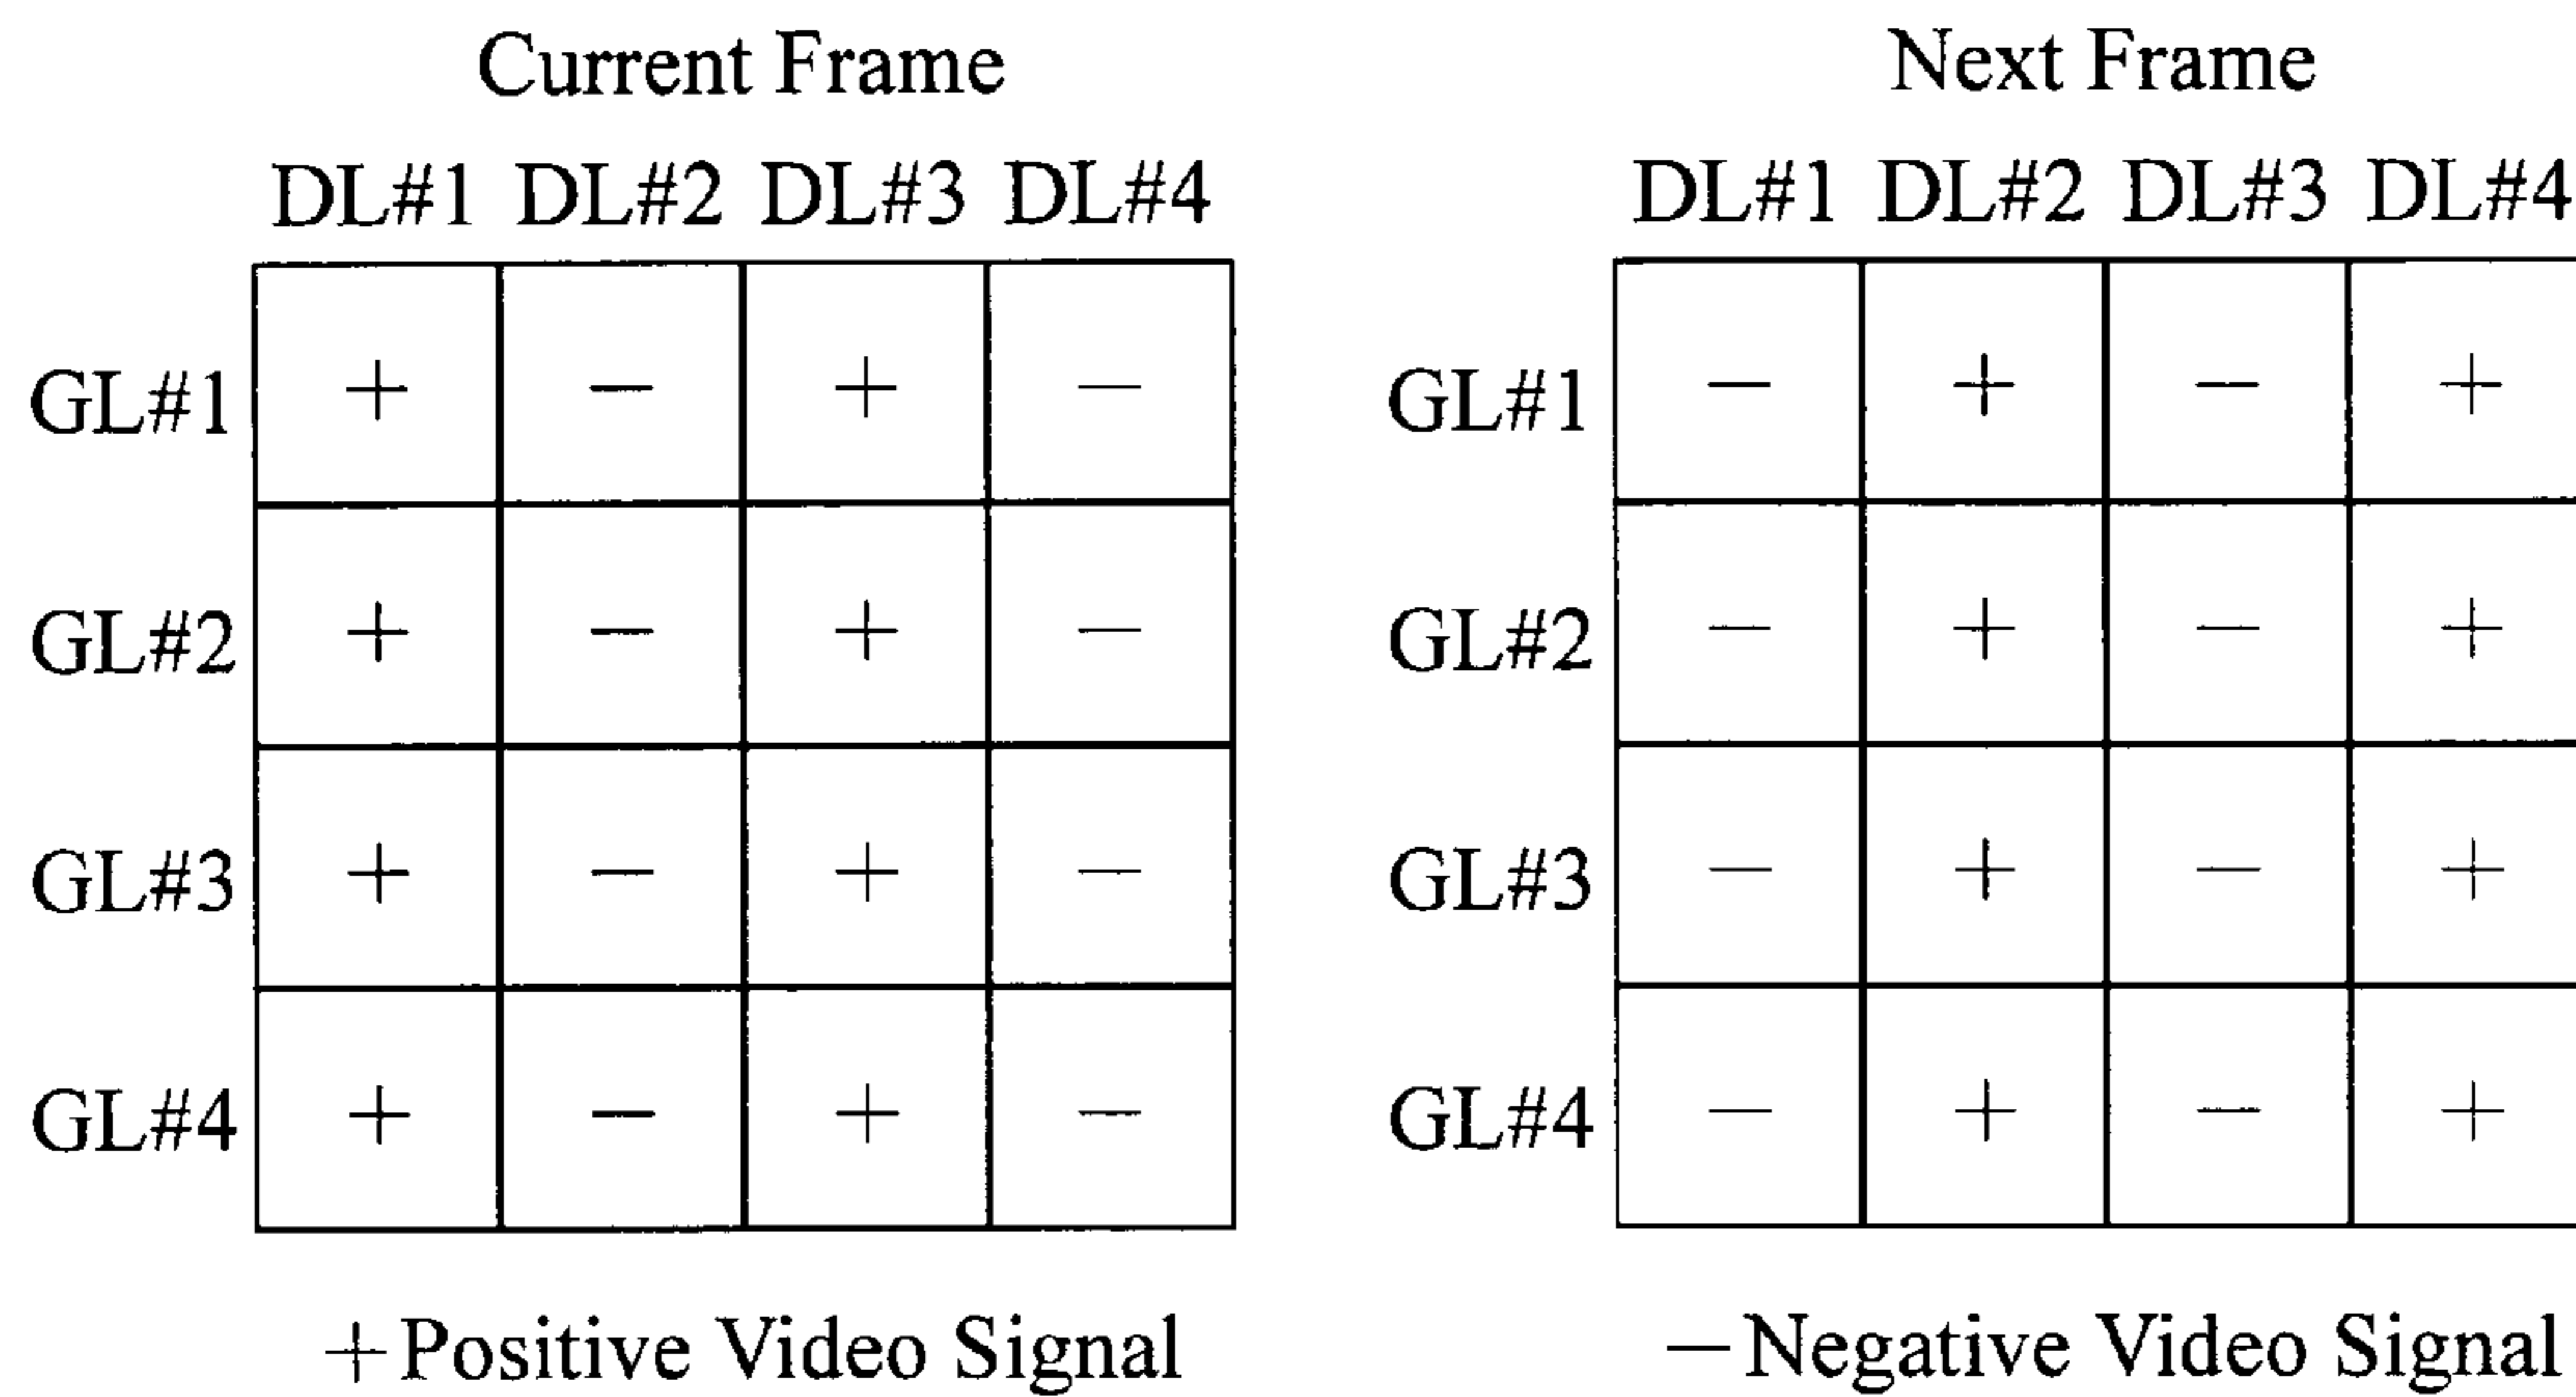 Current Frame
DL#1 DL#2 DL#3 DL#4
GL#1 + − + −
GL#2 + − + −
GL#3 + − + −
GL#4 + − + −
+Positive Video Signal
Next Frame
DL#1 DL#2 DL#3 DL#4
GL#1 − + − +
GL#2 − + − +
GL#3 − + − +
GL#4 − + − +
−Negative Video Signal